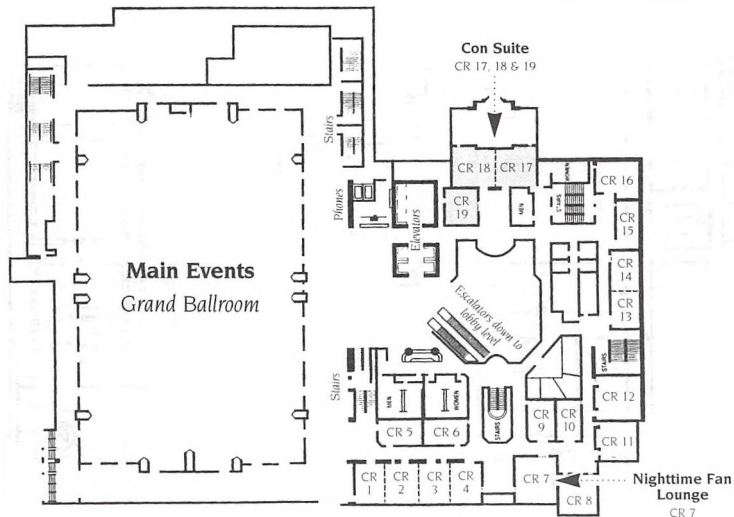 Con Suite
CR 17, 18 & 19
Stairs
CR 18
CR 17
WOMEN
CR 16
STAIRS
Phones
CR 19
MEN
CR 15
Elevators
Main Events
Grand Ballroom
CR 14
Escalators down to
lobby level
CR 13
Stairs
STAIRS
MEN
WOMEN
CR 12
STAIRS
CR 5
CR 6
CR 9
CR 10
CR 11
CR 1
CR 2
CR 3
CR 4
CR 7
Nighttime Fan
Lounge
CR 7
CR 8